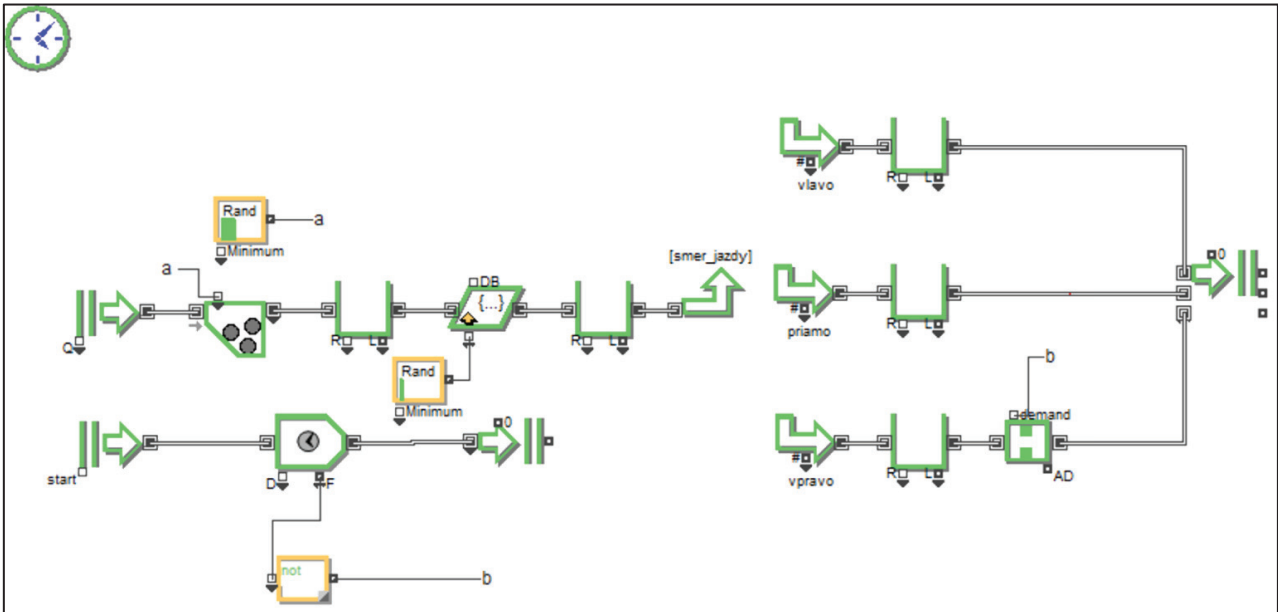 # vlavo
R L
0
Rand a
Minimum
a
[smer_jazdy]
DB
{...}
Q
R L
R L
# priamo
R L
Rand
Minimum
b
demand
0
start
D F
# vpravo
R L
AD
not b